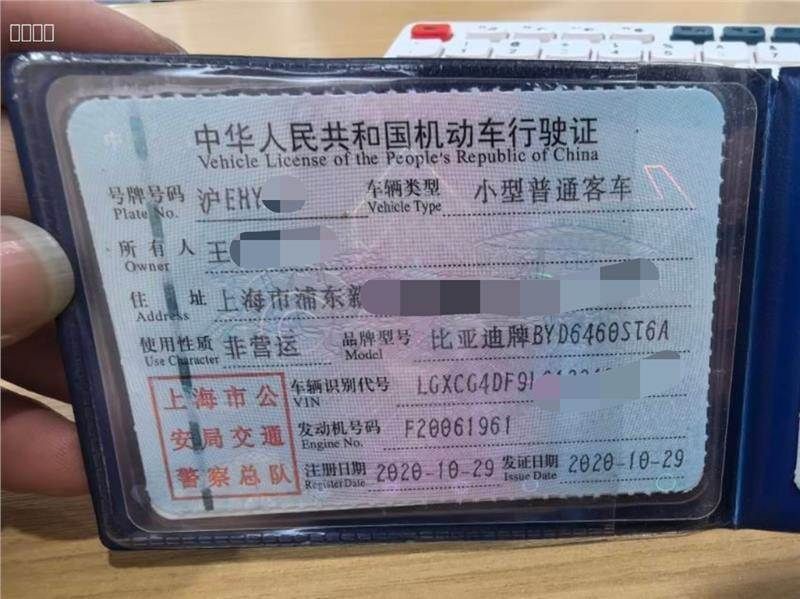 中华人民共和国机动车行驶证
Vehicle License of the People's Republic of China
号牌号码 沪EHY 车辆类型 小型普通客车
Plate No. Vehicle Type
所有人 王
Owner
住址 上海市浦东新
Address
使用性质 非营运 品牌型号 比亚迪牌BYD6460ST6A
Use Character Model
上海市公 车辆识别代号 LGXCG4DF9
VIN
安局交通 发动机号码 F20061961
Engine No.
警察总队 注册日期 2020-10-29 发证日期 2020-10-29
Register Date Issue Date